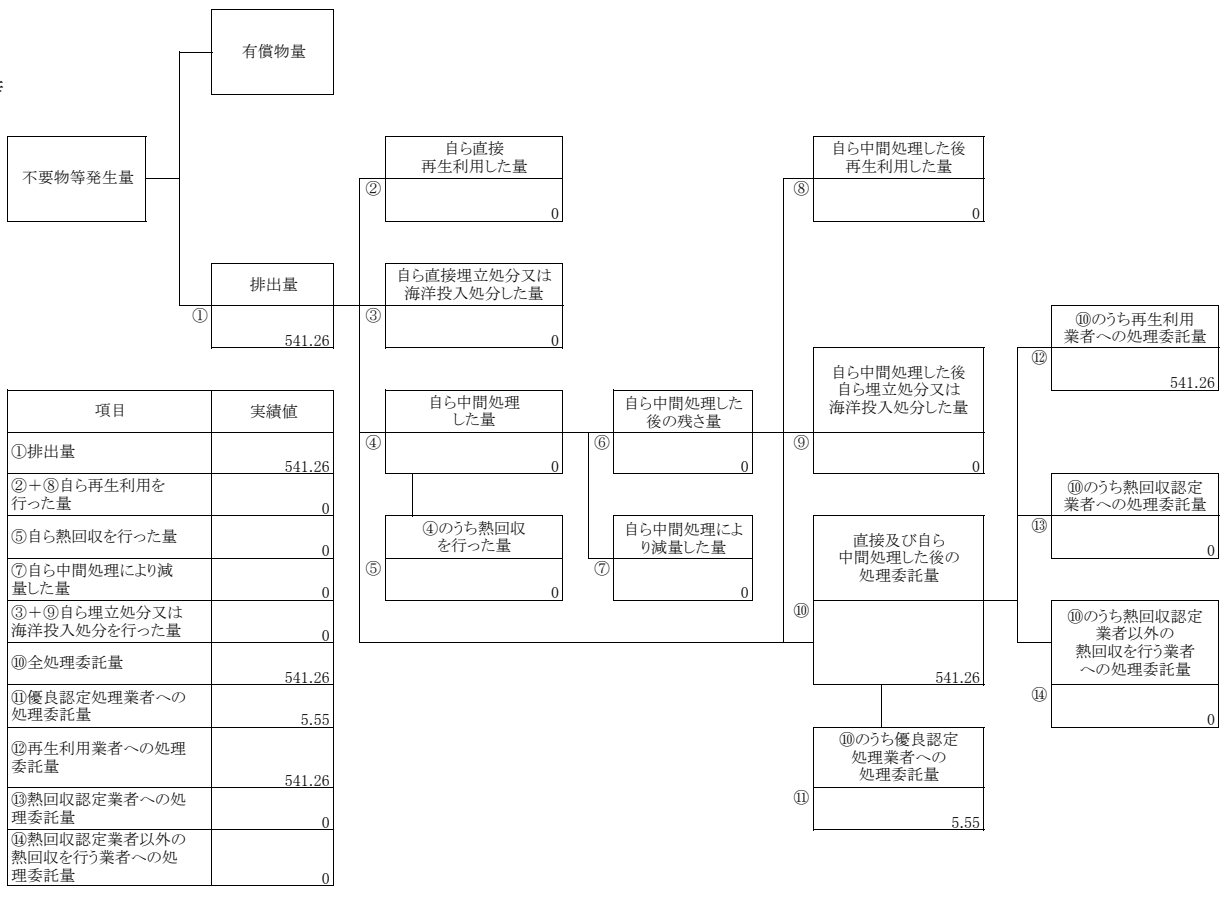 有償物量
不要物等発生量
自ら直接
再生利用した量
②
0
自ら中間処理した後
再生利用した量
⑧
0
排出量
①
541.26
自ら直接埋立処分又は
海洋投入処分した量
③
0
⑩のうち再生利用
業者への処理委託量
⑫
541.26
自ら中間処理
した量
④
0
自ら中間処理した
後の残さ量
⑥
0
自ら中間処理した後
自ら埋立処分又は
海洋投入処分した量
⑨
0
⑩のうち熱回収認定
業者への処理委託量
⑬
0
④のうち熱回収
を行った量
⑤
0
自ら中間処理によ
り減量した量
⑦
0
直接及び自ら
中間処理した後の
処理委託量
⑩
541.26
⑩のうち熱回収認定
業者以外の
熱回収を行う業者
への処理委託量
⑭
0
⑩のうち優良認定
処理業者への
処理委託量
⑪
5.55
項目
実績値
①排出量
541.26
②＋⑧自ら再生利用を
行った量
0
⑤自ら熱回収を行った量
0
⑦自ら中間処理により減
量した量
0
③＋⑨自ら埋立処分又は
海洋投入処分を行った量
0
⑩全処理委託量
541.26
⑪優良認定処理業者への
処理委託量
5.55
⑫再生利用業者への処理
委託量
541.26
⑬熱回収認定業者への処
理委託量
0
⑭熱回収認定業者以外の
熱回収を行う業者への処
理委託量
0